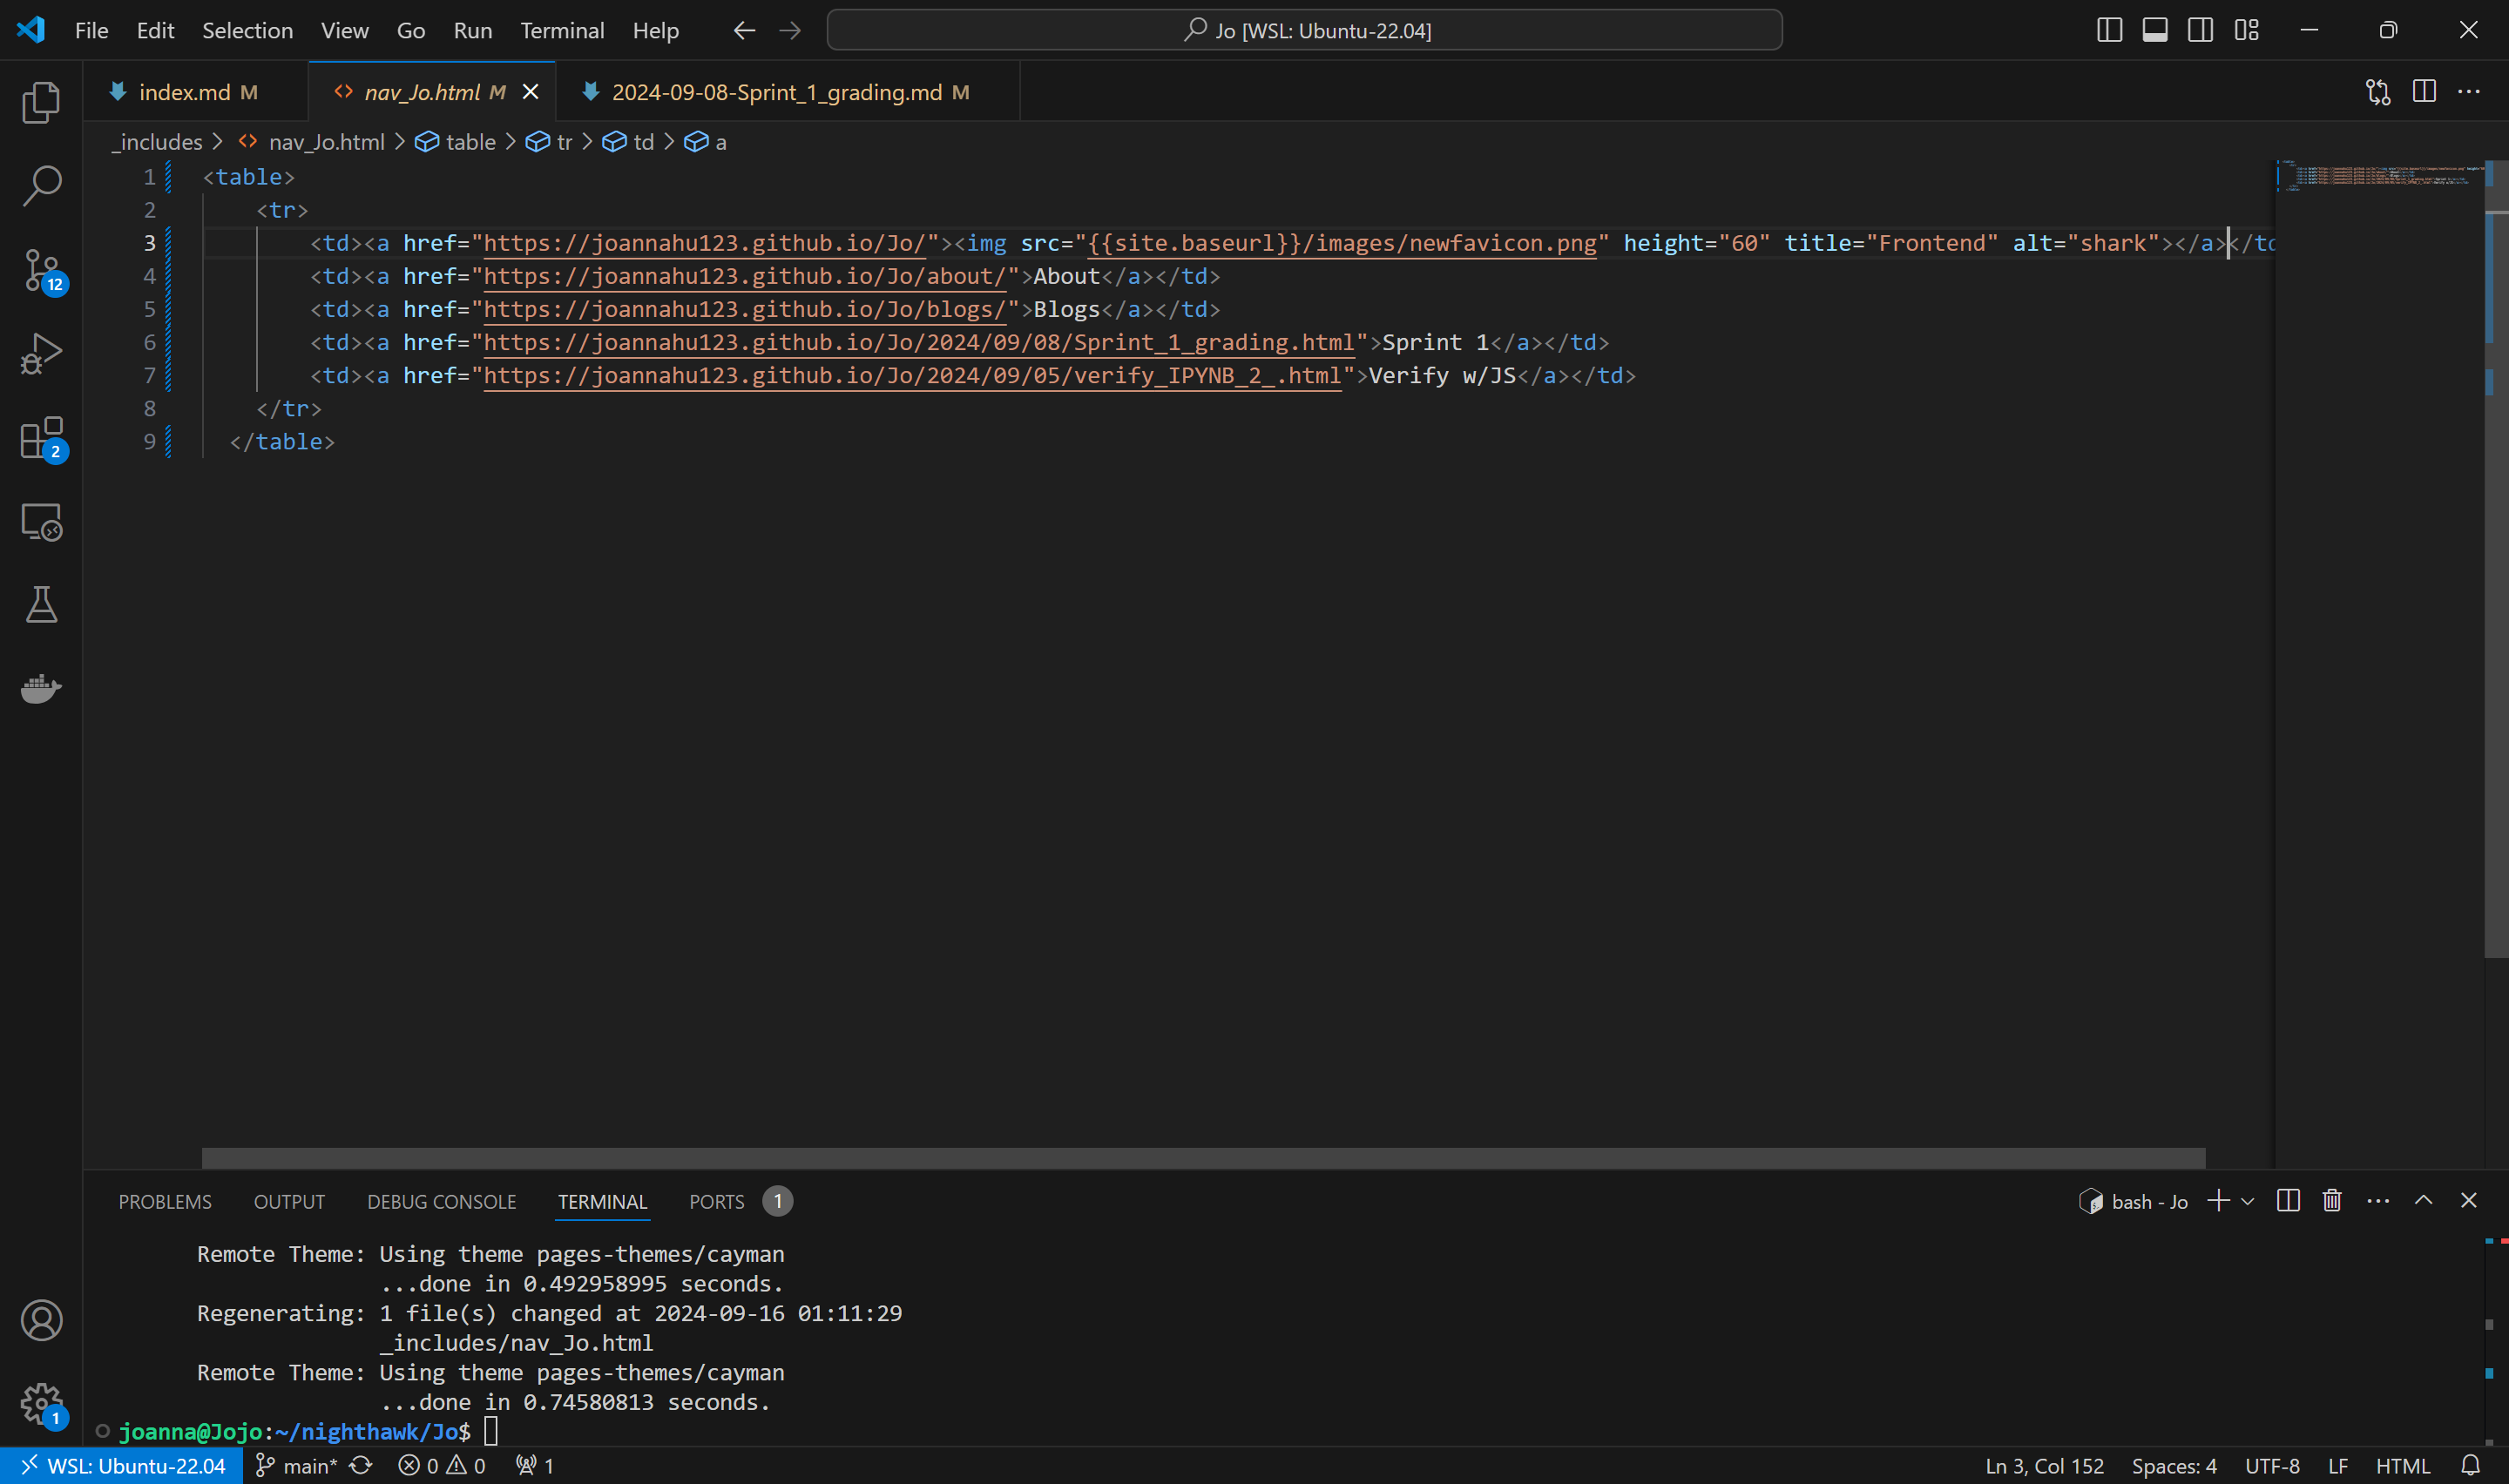 File Edit Selection View Go Run Terminal Help Jo [WSL: Ubuntu-22.04]
index.md M nav_Jo.html M 2024-09-08-Sprint_1_grading.md M
_includes > nav_Jo.html > table > tr > td > a
1 <table>
2 <tr>
3 <td><a href="https://joannahu123.github.io/Jo/"><img src="{{site.baseurl}}/images/newfavicon.png" height="60" title="Frontend" alt="shark"></a></td
4 <td><a href="https://joannahu123.github.io/Jo/about/">About</a></td>
5 <td><a href="https://joannahu123.github.io/Jo/blogs/">Blogs</a></td>
6 <td><a href="https://joannahu123.github.io/Jo/2024/09/08/Sprint_1_grading.html">Sprint 1</a></td>
7 <td><a href="https://joannahu123.github.io/Jo/2024/09/05/verify_IPYNB_2_.html">Verify w/JS</a></td>
8 </tr>
9 </table>
12
2
PROBLEMS OUTPUT DEBUG CONSOLE TERMINAL PORTS 1 bash - Jo
Remote Theme: Using theme pages-themes/cayman
...done in 0.492958995 seconds.
Regenerating: 1 file(s) changed at 2024-09-16 01:11:29
_includes/nav_Jo.html
Remote Theme: Using theme pages-themes/cayman
...done in 0.74580813 seconds.
1
joanna@Jojo:~/nighthawk/Jo$
WSL: Ubuntu-22.04 main* 0 0 1 Ln 3, Col 152 Spaces: 4 UTF-8 LF HTML